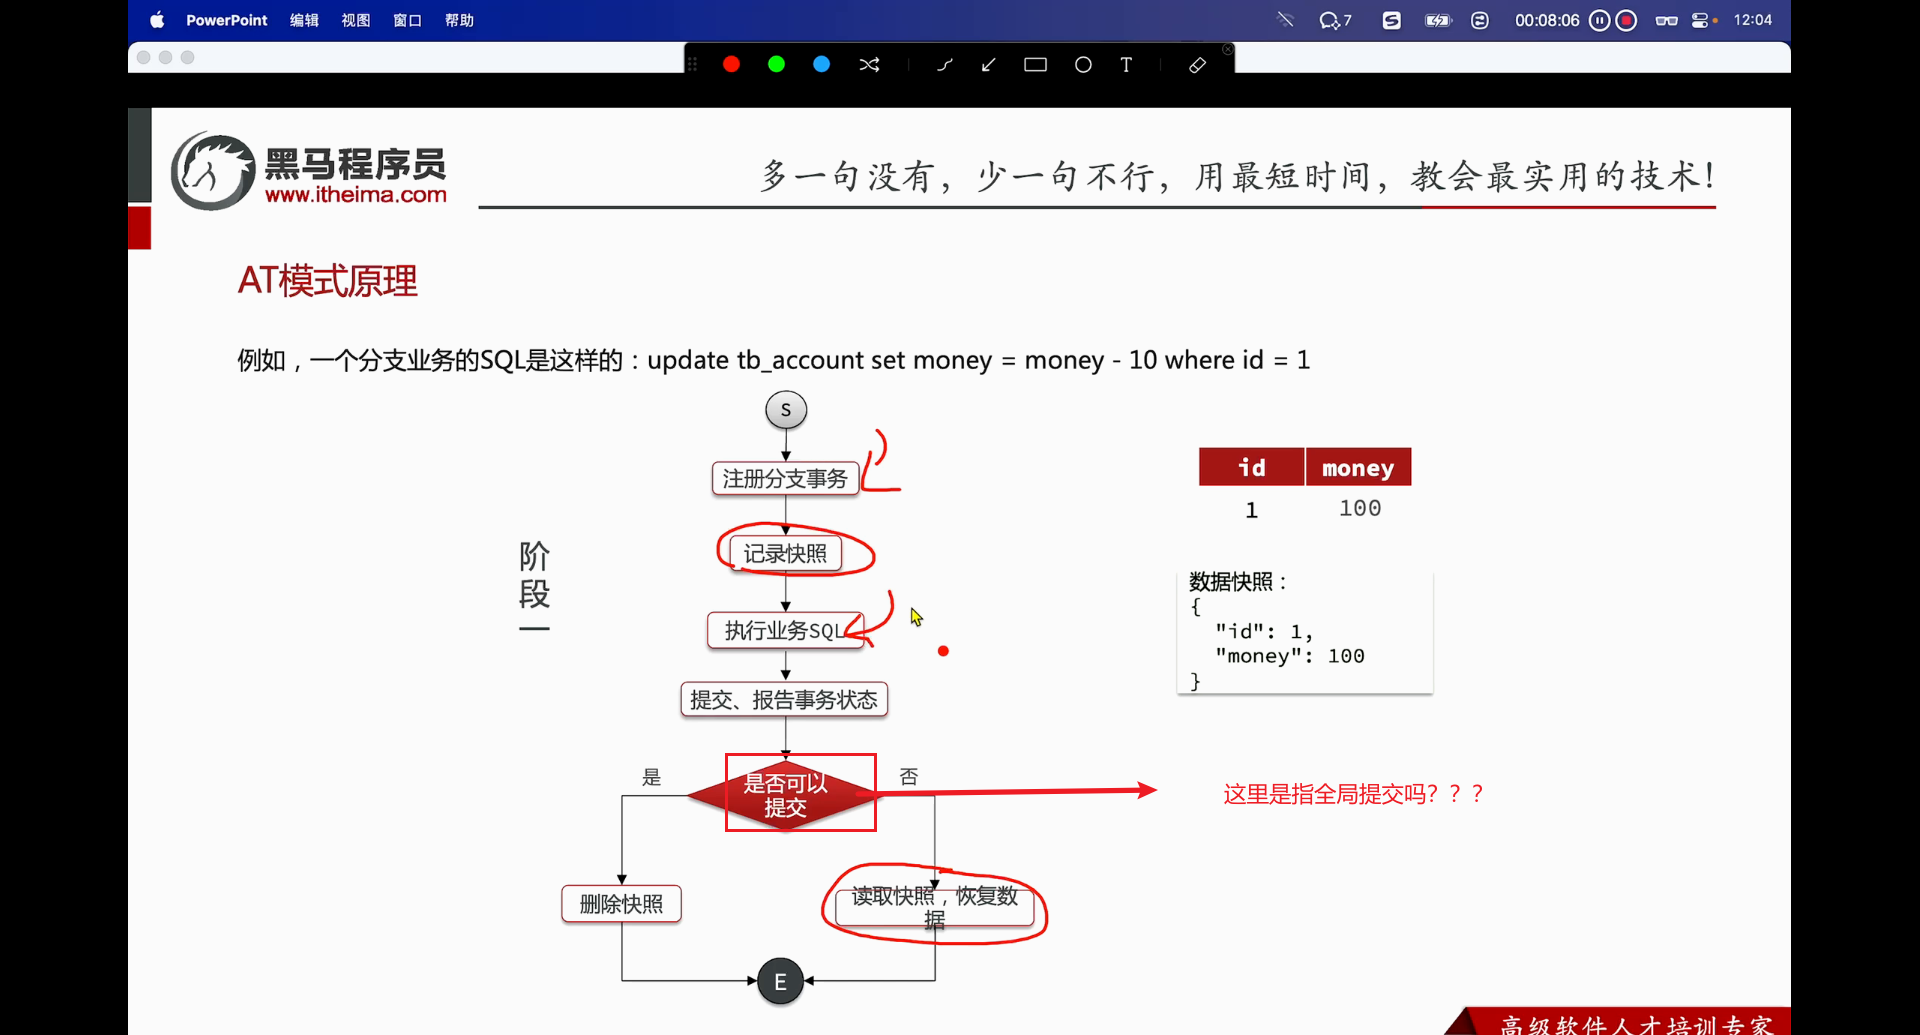 PowerPoint 编辑 视图 窗口 帮助 7 00:08:06 12:04
T
黑马程序员
www.itheima.com
多一句没有，少一句不行，用最短时间，教会最实用的技术！
AT模式原理
例如，一个分支业务的SQL是这样的：update tb_account set money = money - 10 where id = 1
S
注册分支事务
id money
1 100
记录快照
阶
段
一
数据快照：
{
"id": 1,
"money": 100
}
执行业务SQL
提交、报告事务状态
是
是否可以
提交
否
这里是指全局提交吗？？？
删除快照
读取快照，恢复数
据
E
高级软件人才培训专家